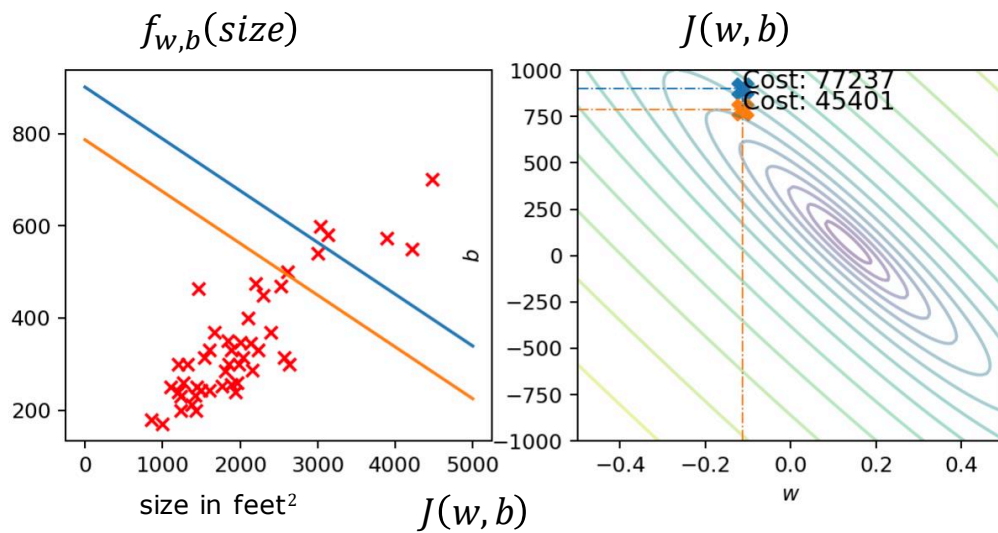 f_{w,b}(size)
J(w, b)
800
600
400
200
0 1000 2000 3000 4000 5000
size in feet²
b
1000
750
500
250
0
−250
−500
−750
−1000
Cost: 77237
Cost: 45401
−0.4 −0.2 0.0 0.2 0.4
w
J(w, b)